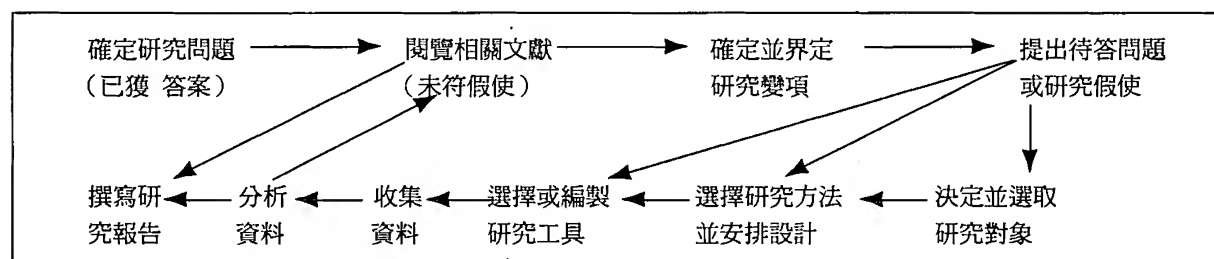 確定研究問題 閱覽相關文獻 確定並界定 提出待答問題
（已獲 答案） （未符假使） 研究變項 或研究假使
撰寫研 分析 收集 選擇或編製 選擇研究方法 決定並選取
究報告 資料 資料 研究工具 並安排設計 研究對象